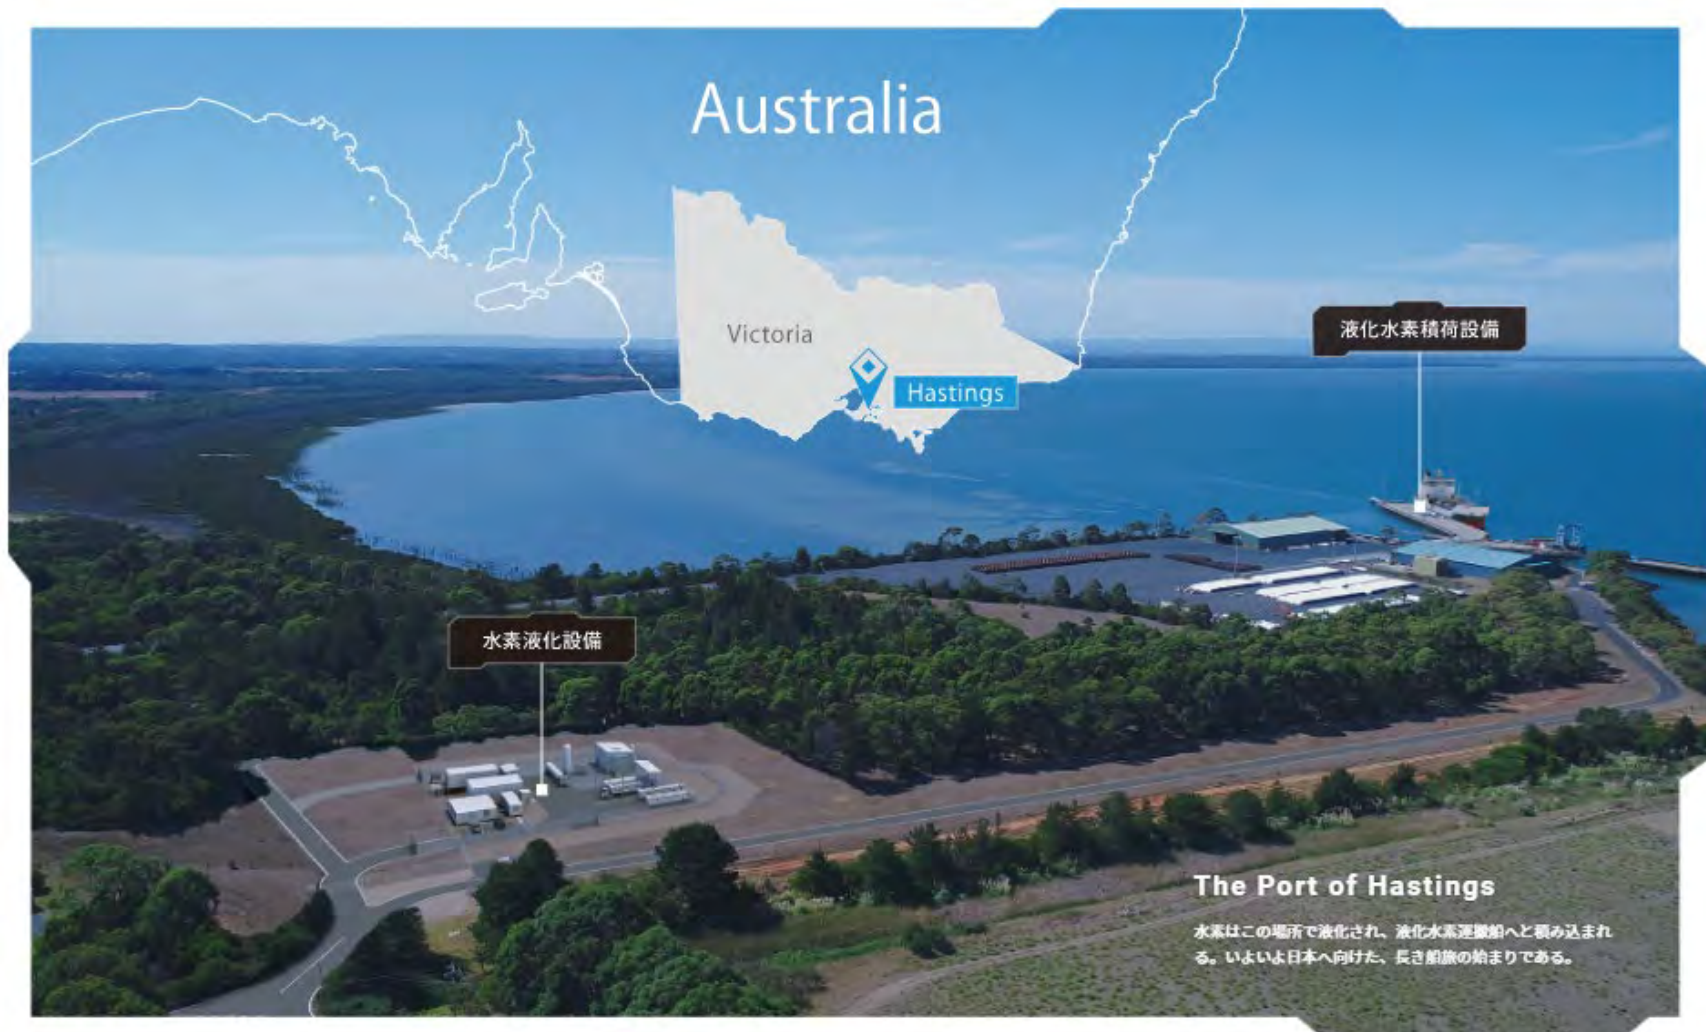 Australia
Victoria
Hastings
液化水素積荷設備
水素液化設備
The Port of Hastings
水素はこの場所で液化され、液化水素運搬船へと積み込まれ
る。いよいよ日本へ向けた、長き船旅の始まりである。